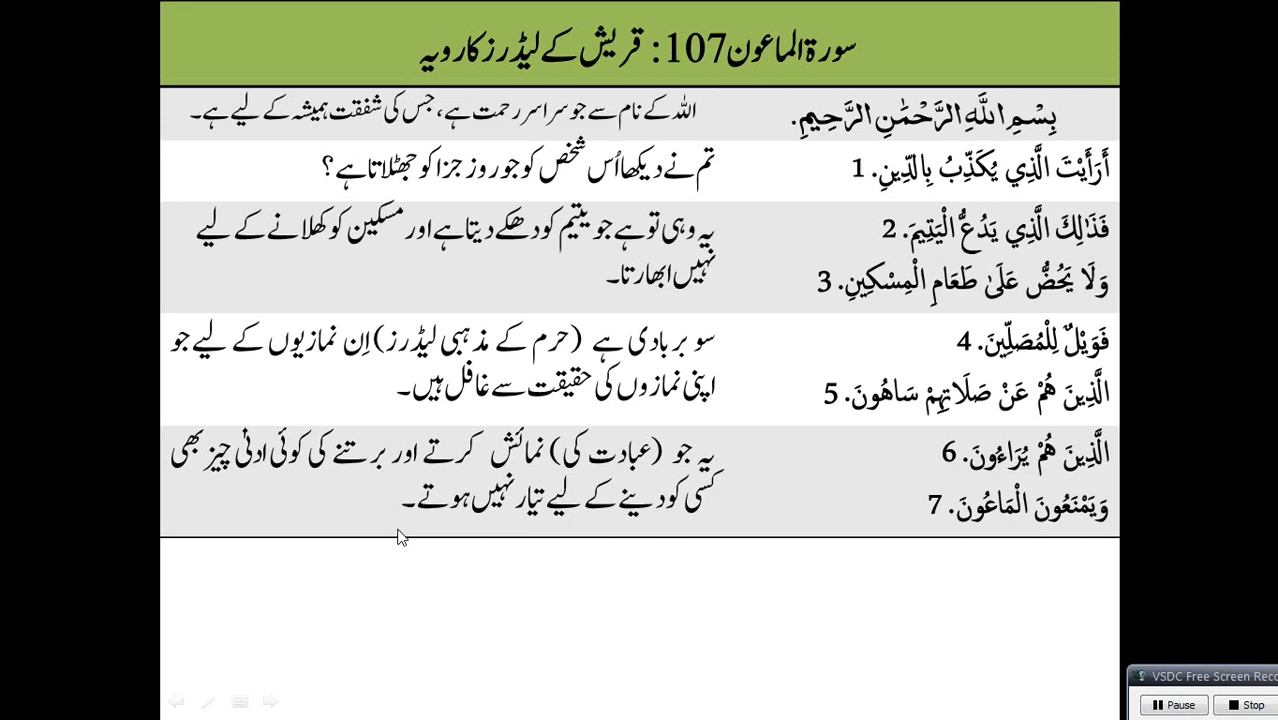 سورۃ الماعون 107: قریش کے لیڈرز کا رویہ
بِسْمِ اللَّهِ الرَّحْمَٰنِ الرَّحِيمِ.
اللہ کے نام سے جو سراسر رحمت ہے، جس کی شفقت ہمیشہ کے لیے ہے۔
أَرَأَيْتَ الَّذِي يُكَذِّبُ بِالدِّينِ. 1
تم نے دیکھا اُس شخص کو جو روز جزا کو جھٹلاتا ہے؟
فَذَٰلِكَ الَّذِي يَدُعُّ الْيَتِيمَ. 2
وَلَا يَحُضُّ عَلَىٰ طَعَامِ الْمِسْكِينِ. 3
یہ وہی تو ہے جو یتیم کو دھکے دیتا ہے اور مسکین کو کھلانے کے لیے
نہیں ابھارتا۔
فَوَيْلٌ لِلْمُصَلِّينَ. 4
الَّذِينَ هُمْ عَنْ صَلَاتِهِمْ سَاهُونَ. 5
سو بربادی ہے (حرم کے مذہبی لیڈرز) اِن نمازیوں کے لیے جو
اپنی نمازوں کی حقیقت سے غافل ہیں۔
الَّذِينَ هُمْ يُرَاءُونَ. 6
وَيَمْنَعُونَ الْمَاعُونَ. 7
یہ جو (عبادت کی) نمائش کرتے اور برتنے کی کوئی ادنیٰ چیز بھی
کسی کو دینے کے لیے تیار نہیں ہوتے۔
VSDC Free Screen Reco
Pause
Stop